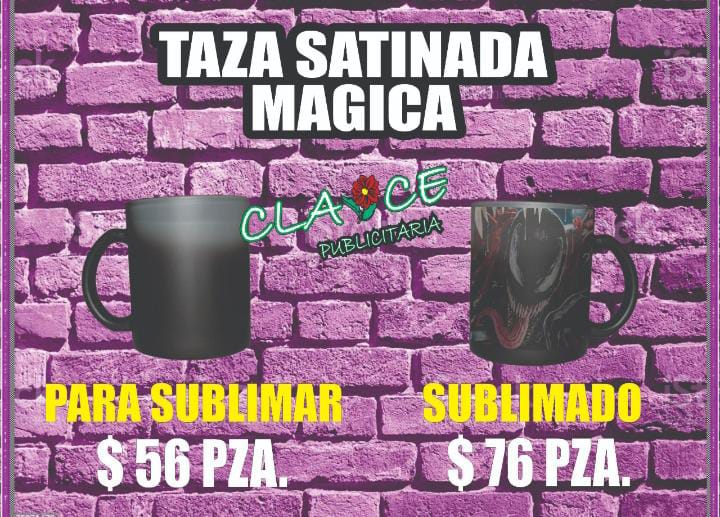 TAZA SATINADA
MAGICA
CLA CE
PUBLICITARIA
PARA SUBLIMAR
SUBLIMADO
$ 56 PZA.
$ 76 PZA.